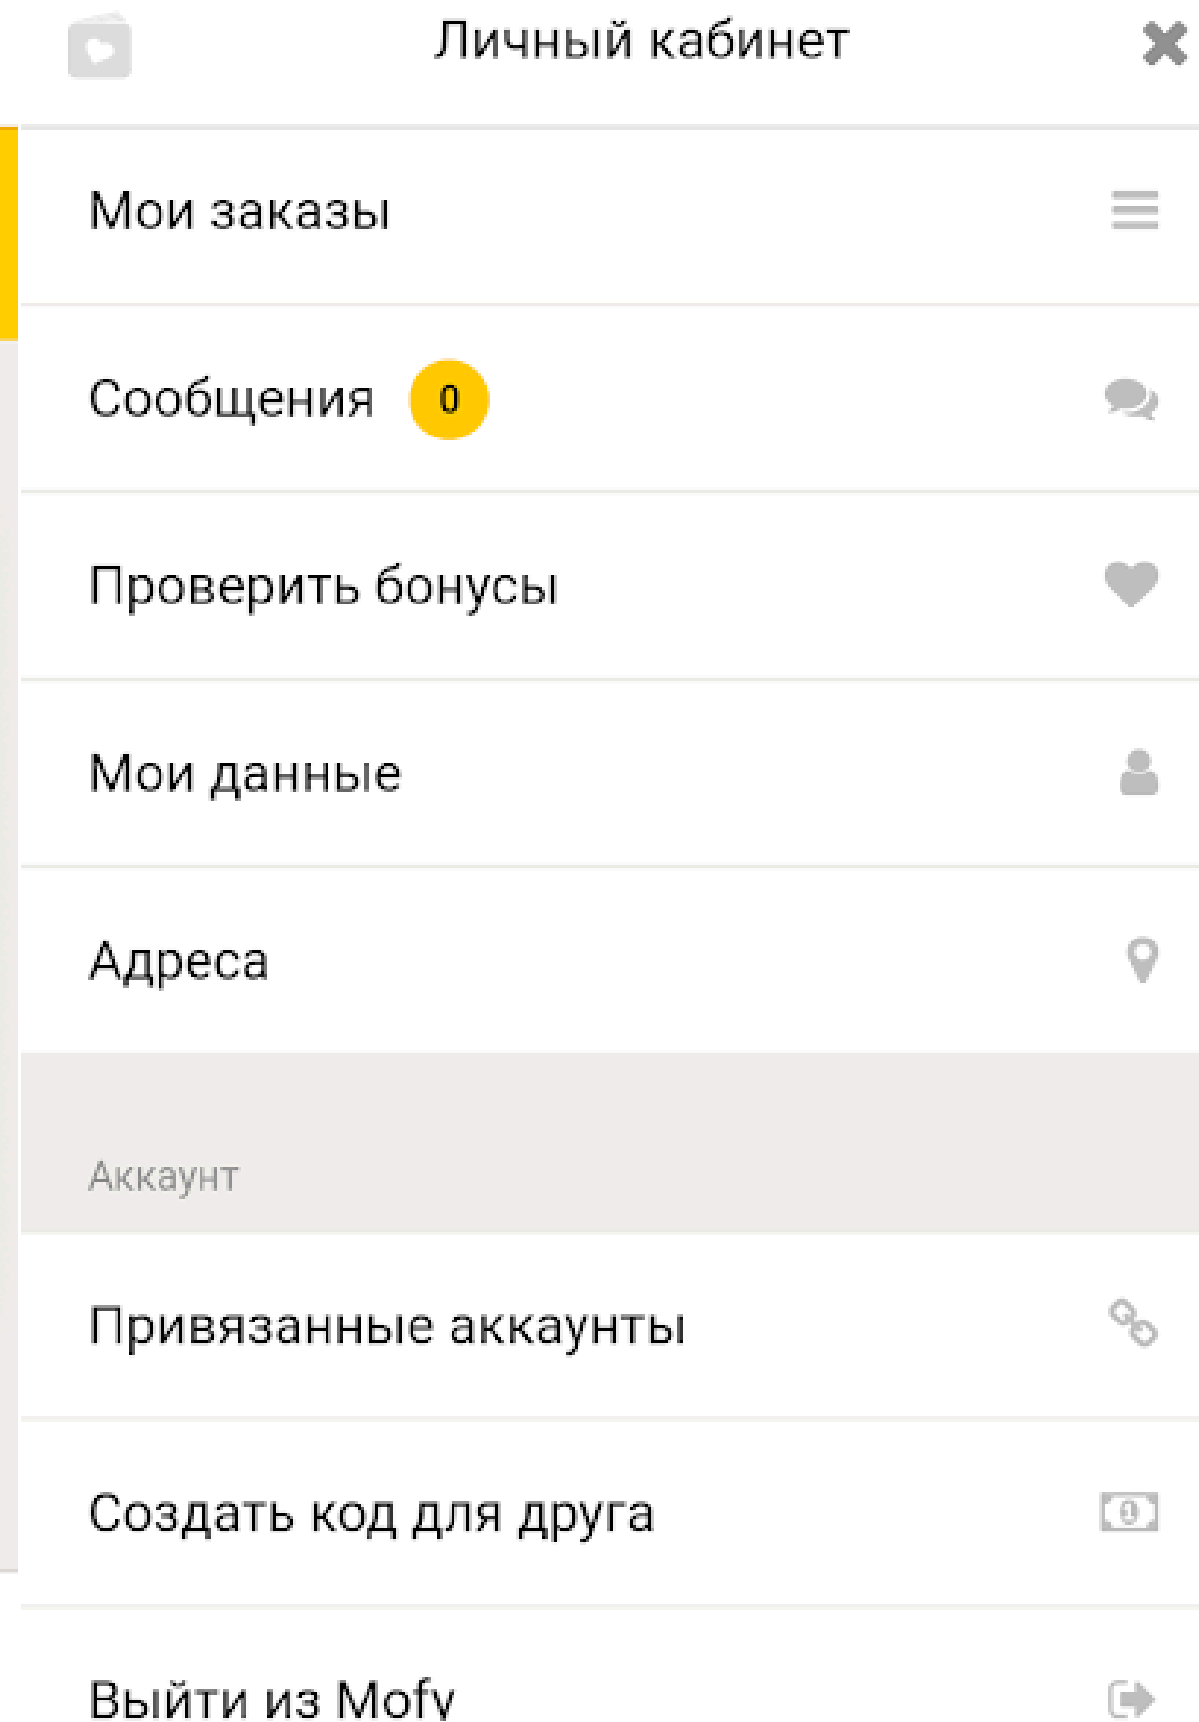 Личный кабинет
Мои заказы
Сообщения 0
Проверить бонусы
Мои данные
Адреса
Аккаунт
Привязанные аккаунты
Создать код для друга
Выйти из Mofy